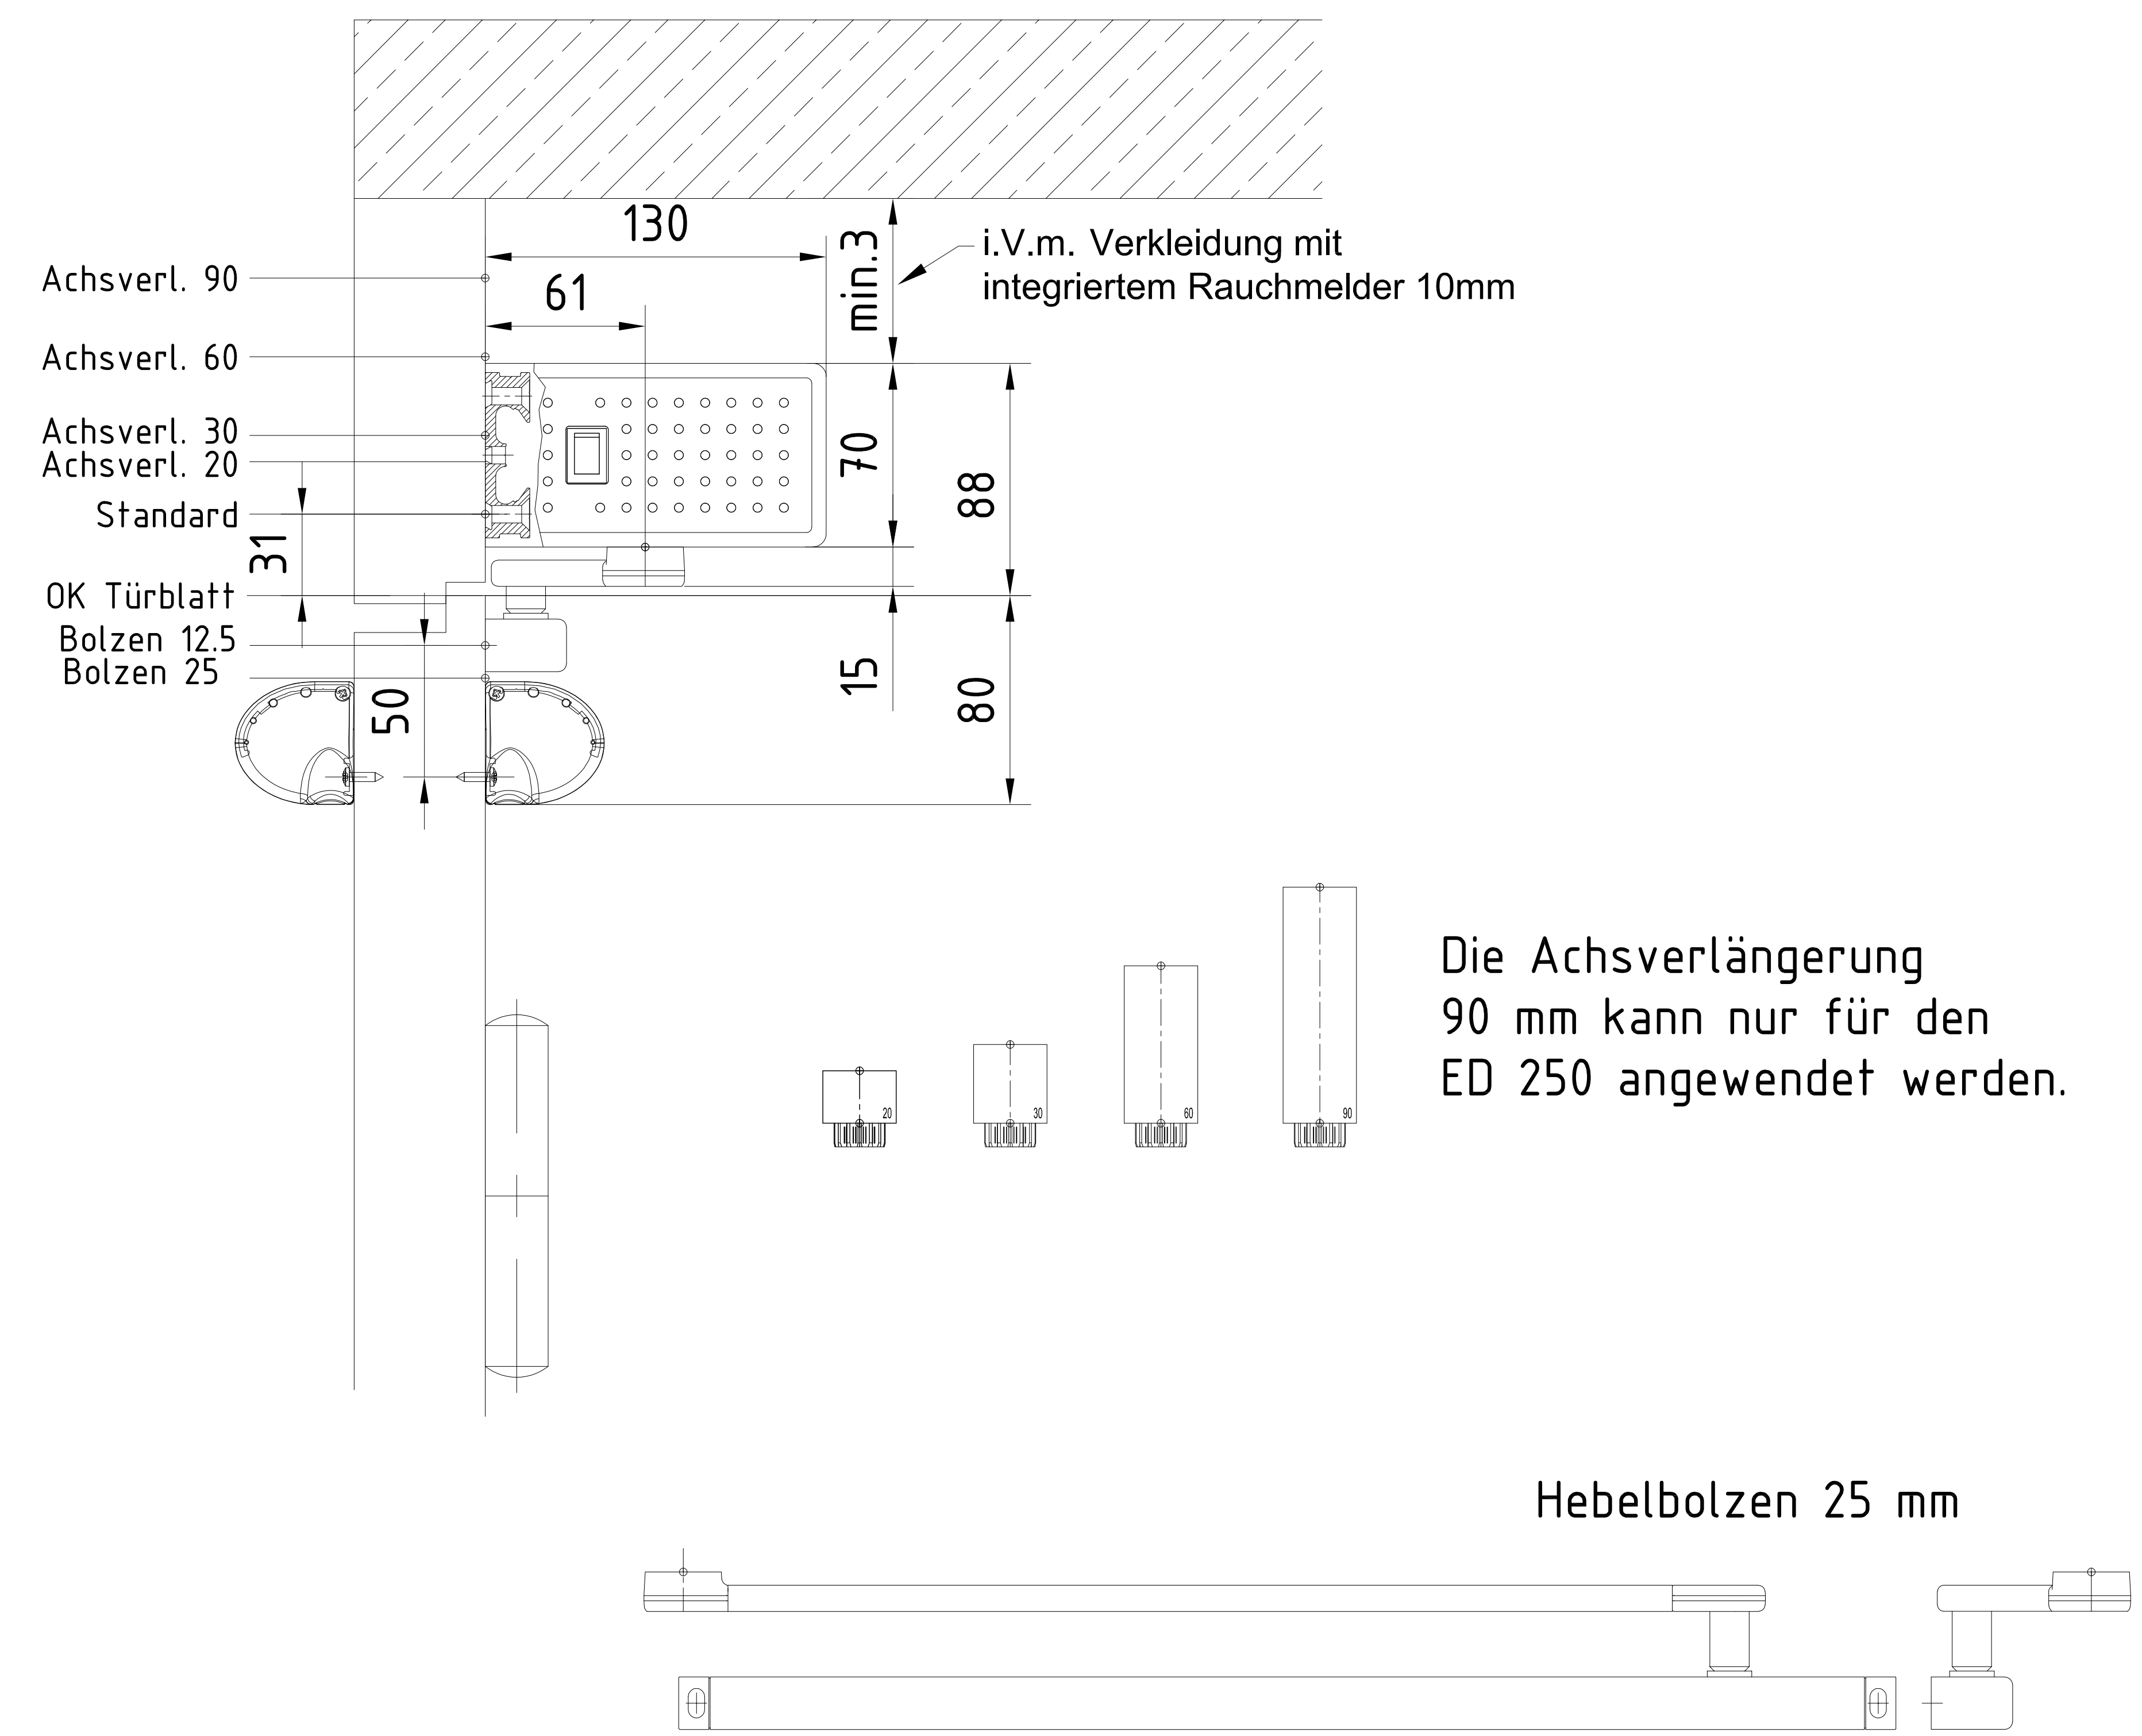 130
i.V.m. Verkleidung mit
integriertem Rauchmelder 10mm
min.3
Achsverl. 90
61
Achsverl. 60
Achsverl. 30
Achsverl. 20
70
88
Standard
31
OK Türblatt
Bolzen 12.5
Bolzen 25
50
15
80
Die Achsverlängerung
90 mm kann nur für den
ED 250 angewendet werden.
20
30
60
90
Hebelbolzen 25 mm